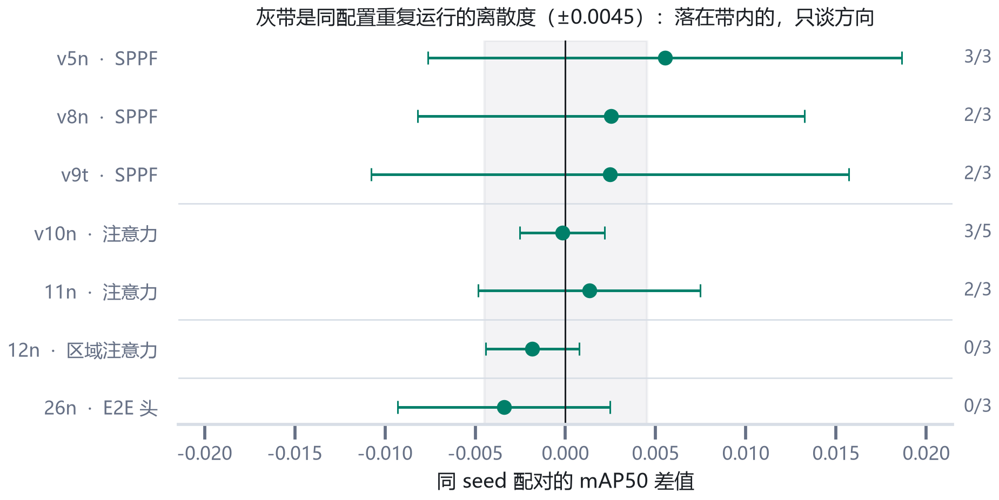 灰带是同配置重复运行的离散度（±0.0045）：落在带内的，只谈方向
v5n · SPPF 3/3
v8n · SPPF 2/3
v9t · SPPF 2/3
v10n · 注意力 3/5
11n · 注意力 2/3
12n · 区域注意力 0/3
26n · E2E 头 0/3
-0.020 -0.015 -0.010 -0.005 0.000 0.005 0.010 0.015 0.020
同 seed 配对的 mAP50 差值